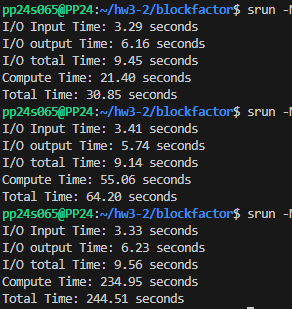 pp24s065@PP24:~/hw3-2/blockfactor$ srun -N
I/O Input Time: 3.29 seconds
I/O output Time: 6.16 seconds
I/O total Time: 9.45 seconds
Compute Time: 21.40 seconds
Total Time: 30.85 seconds
pp24s065@PP24:~/hw3-2/blockfactor$ srun -N
I/O Input Time: 3.41 seconds
I/O output Time: 5.74 seconds
I/O total Time: 9.14 seconds
Compute Time: 55.06 seconds
Total Time: 64.20 seconds
pp24s065@PP24:~/hw3-2/blockfactor$ srun -N
I/O Input Time: 3.33 seconds
I/O output Time: 6.23 seconds
I/O total Time: 9.56 seconds
Compute Time: 234.95 seconds
Total Time: 244.51 seconds